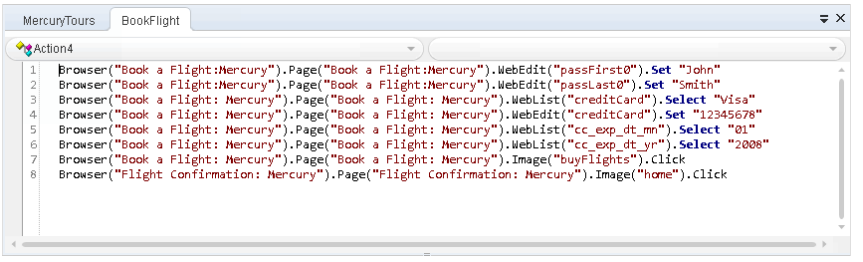 MercuryTours BookFlight
Action4
1 Browser("Book a Flight:Mercury").Page("Book a Flight:Mercury").WebEdit("passFirst0").Set "John"
2 Browser("Book a Flight:Mercury").Page("Book a Flight:Mercury").WebEdit("passLast0").Set "Smith"
3 Browser("Book a Flight: Mercury").Page("Book a Flight: Mercury").WebList("creditCard").Select "Visa"
4 Browser("Book a Flight: Mercury").Page("Book a Flight: Mercury").WebEdit("creditCard").Set "12345678"
5 Browser("Book a Flight: Mercury").Page("Book a Flight: Mercury").WebList("cc_exp_dt_mn").Select "01"
6 Browser("Book a Flight: Mercury").Page("Book a Flight: Mercury").WebList("cc_exp_dt_yr").Select "2008"
7 Browser("Book a Flight: Mercury").Page("Book a Flight: Mercury").Image("buyFlights").Click
8 Browser("Flight Confirmation: Mercury").Page("Flight Confirmation: Mercury").Image("home").Click